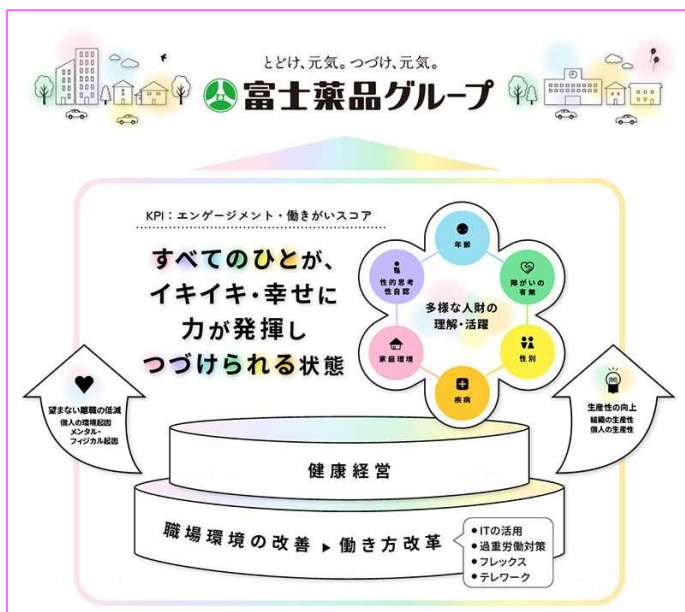 とどけ、元気。つづけ、元気。
富士薬品グループ
KPI：エンゲージメント・働きがいスコア
すべてのひとが、
イキイキ・幸せに
力が発揮し
つづけられる状態
年齢
性的思考
性自認
障がいの
有無
多様な人財の
理解・活躍
家庭環境
性別
疾病
望まない離職の低減
個人の環境起因
メンタル・
フィジカル起因
生産性の向上
組織の生産性
個人の生産性
健康経営
職場環境の改善 ▶ 働き方改革
● ITの活用
● 過重労働対策
● フレックス
● テレワーク